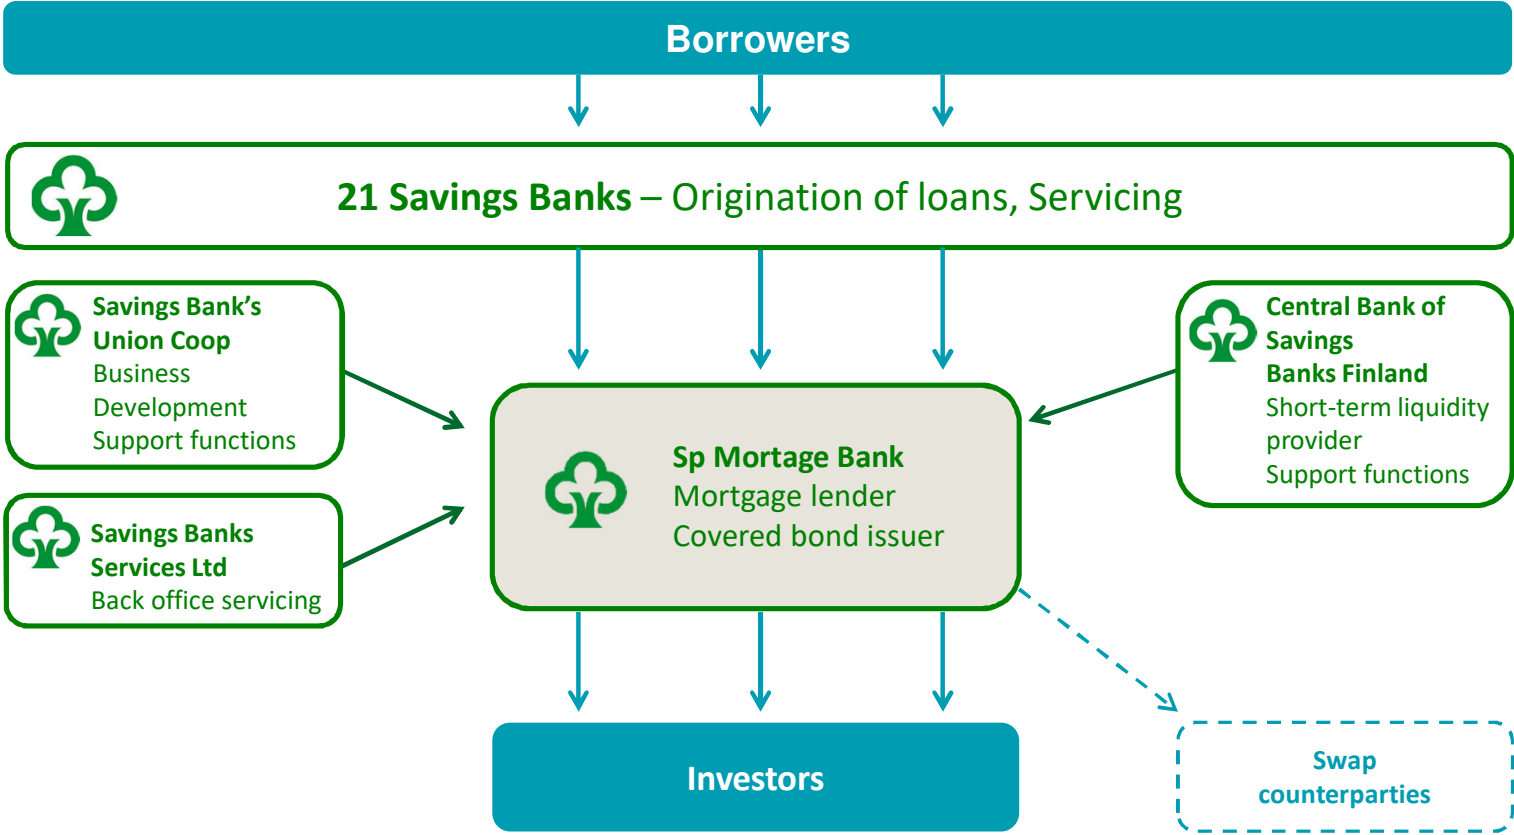 Borrowers
21 Savings Banks – Origination of loans, Servicing
Savings Bank’s
Union Coop
Business
Development
Support functions
Central Bank of
Savings
Banks Finland
Short-term liquidity
provider
Support functions
Sp Mortage Bank
Mortgage lender
Covered bond issuer
Savings Banks
Services Ltd
Back office servicing
Investors
Swap
counterparties